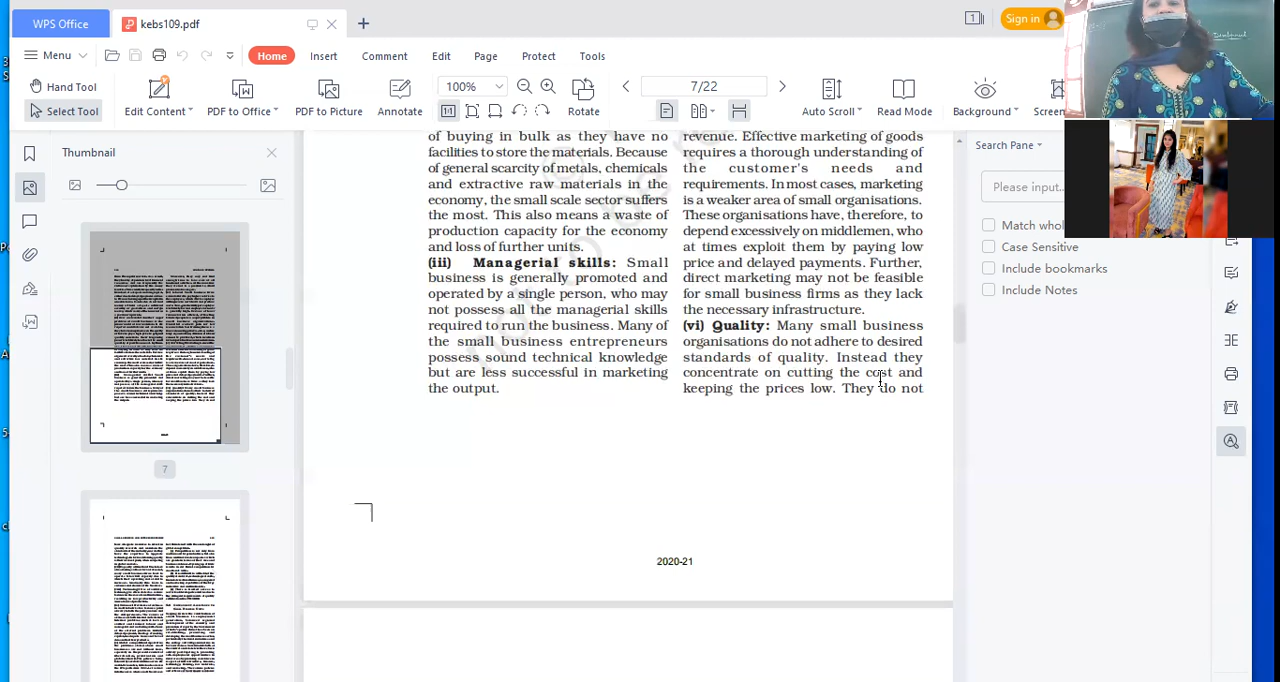 WPS Office
kebs109.pdf
Sign in
Menu
Home
Insert
Comment
Edit
Page
Protect
Tools
Hand Tool
Select Tool
Edit Content
PDF to Office
PDF to Picture
Annotate
100%
Rotate
7/22
Auto Scroll
Read Mode
Background
Screen
Thumbnail
7
of buying in bulk as they have no
facilities to store the materials. Because
of general scarcity of metals, chemicals
and extractive raw materials in the
economy, the small scale sector suffers
the most. This also means a waste of
production capacity for the economy
and loss of further units.
(iii) Managerial skills: Small
business is generally promoted and
operated by a single person, who may
not possess all the managerial skills
required to run the business. Many of
the small business entrepreneurs
possess sound technical knowledge
but are less successful in marketing
the output.
revenue. Effective marketing of goods
requires a thorough understanding of
the customer's needs and
requirements. In most cases, marketing
is a weaker area of small organisations.
These organisations have, therefore, to
depend excessively on middlemen, who
at times exploit them by paying low
price and delayed payments. Further,
direct marketing may not be feasible
for small business firms as they lack
the necessary infrastructure.
(vi) Quality: Many small business
organisations do not adhere to desired
standards of quality. Instead they
concentrate on cutting the cost and
keeping the prices low. They do not
2020-21
Search Pane
Please input...
Match whol
Case Sensitive
Include bookmarks
Include Notes